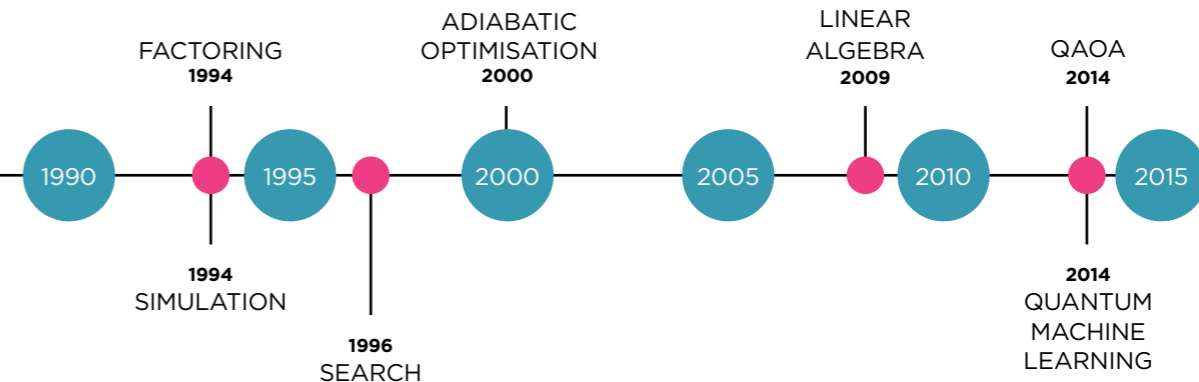 FACTORING
1994
ADIABATIC
OPTIMISATION
2000
LINEAR
ALGEBRA
2009
QAOA
2014
1990
1995
2000
2005
2010
2015
1994
SIMULATION
1996
SEARCH
2014
QUANTUM
MACHINE
LEARNING